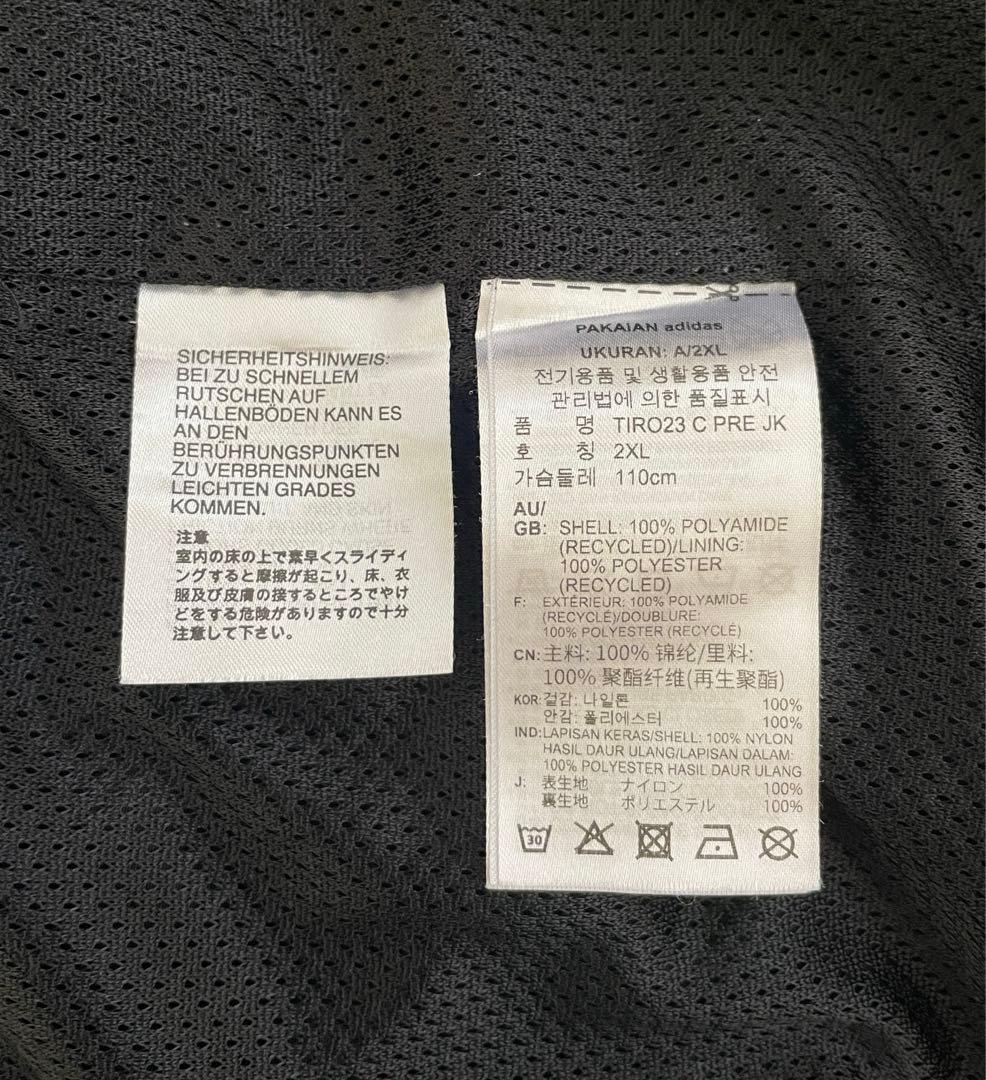 SICHERHEITSHINWEIS:
BEI ZU SCHNELLEM
RUTSCHEN AUF
HALLENBÖDEN KANN ES
AN DEN
BERÜHRUNGSPUNKTEN
ZU VERBRENNUNGEN
LEICHTEN GRADES
KOMMEN.
注意
室内の床の上で素早くスライディ
ングすると摩擦が起こり、床、衣
服及び皮膚の接するところでやけ
どをする危険がありますので十分
注意して下さい。
PAKAIAN adidas
UKURAN: A/2XL
전기용품 및 생활용품 안전
관리법에 의한 품질표시
품 명 TIRO23 C PRE JK
호 칭 2XL
가슴둘레 110cm
AU/
GB: SHELL: 100% POLYAMIDE
(RECYCLED)/LINING:
100% POLYESTER
(RECYCLED)
F: EXTÉRIEUR: 100% POLYAMIDE
(RECYCLÉ)/DOUBLURE:
100% POLYESTER (RECYCLÉ)
CN: 主料: 100% 锦纶/里料:
100% 聚酯纤维(再生聚酯)
KOR: 겉감: 나일론 100%
안감: 폴리에스터 100%
IND:LAPISAN KERAS/SHELL: 100% NYLON
HASIL DAUR ULANG/LAPISAN DALAM:
100% POLYESTER HASIL DAUR ULANG
J: 表生地 ナイロン 100%
裏生地 ポリエステル 100%
30